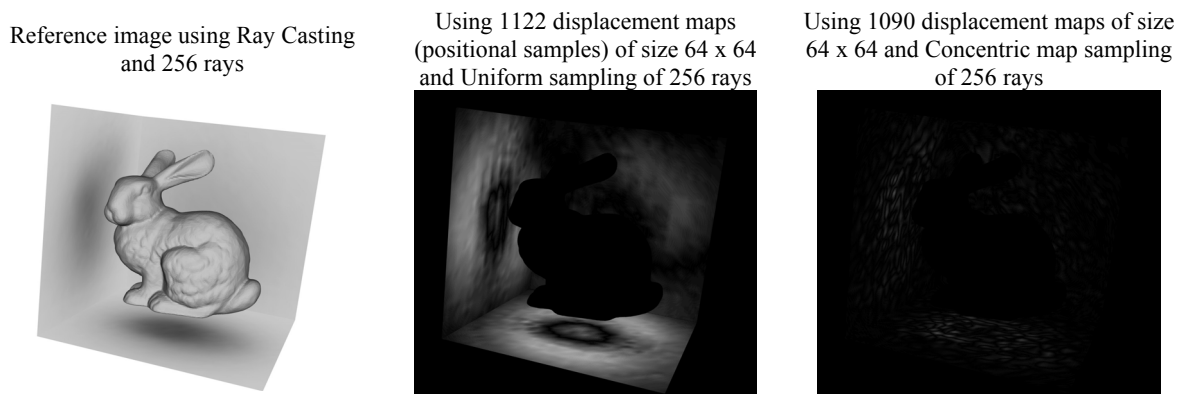 Reference image using Ray Casting
and 256 rays
Using 1122 displacement maps
(positional samples) of size 64 x 64
and Uniform sampling of 256 rays
Using 1090 displacement maps of size
64 x 64 and Concentric map sampling
of 256 rays